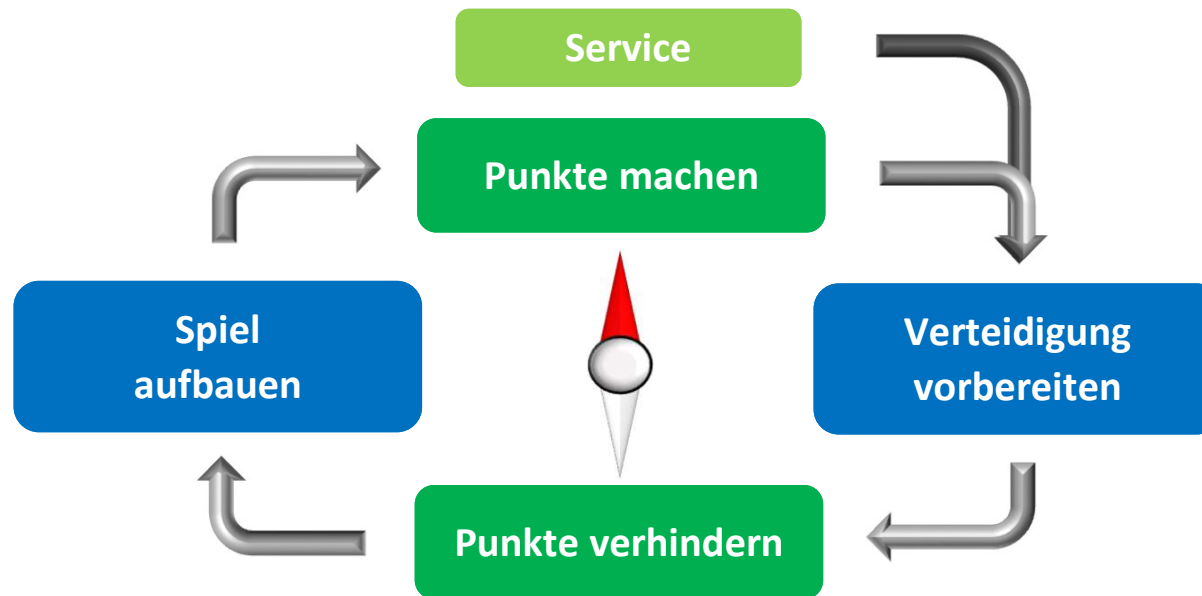 Service
Punkte machen
Spiel
aufbauen
Verteidigung
vorbereiten
Punkte verhindern